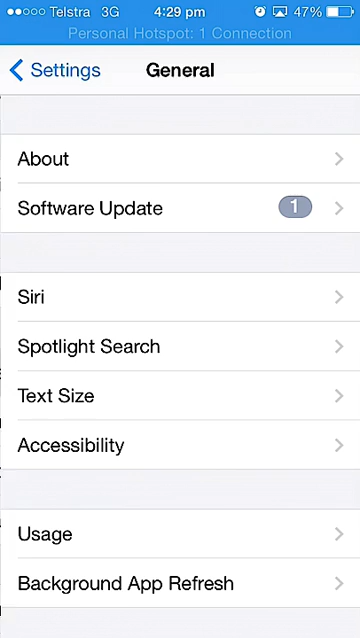 Telstra 3G 4:29 pm 47%
Personal Hotspot: 1 Connection
Settings General
About
Software Update 1
Siri
Spotlight Search
Text Size
Accessibility
Usage
Background App Refresh